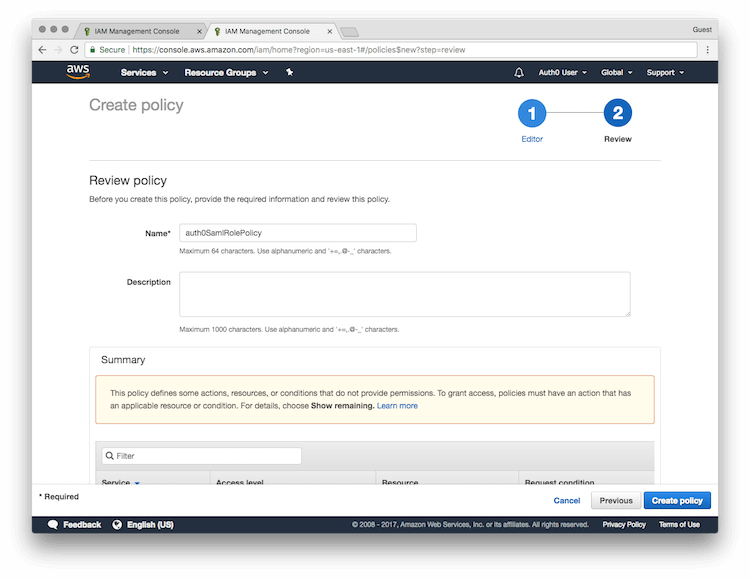 IAM Management Console
IAM Management Console
Guest
Secure
https://console.aws.amazon.com/iam/home?region=us-east-1#/policies$new?step=review
aws
Services
Resource Groups
Auth0 User
Global
Support
Create policy
1
2
Editor
Review
Review policy
Before you create this policy, provide the required information and review this policy.
Name*
auth0SamlRolePolicy
Maximum 64 characters. Use alphanumeric and '+=,.@-_' characters.
Description
Maximum 1000 characters. Use alphanumeric and '+=,.@-_' characters.
Summary
This policy defines some actions, resources, or conditions that do not provide permissions. To grant access, policies must have an action that has
an applicable resource or condition. For details, choose Show remaining. Learn more
Filter
Service
Access level
Resource
Request condition
* Required
Cancel
Previous
Create policy
Feedback
English (US)
© 2008 - 2017, Amazon Web Services, Inc. or its affiliates. All rights reserved.
Privacy Policy
Terms of Use